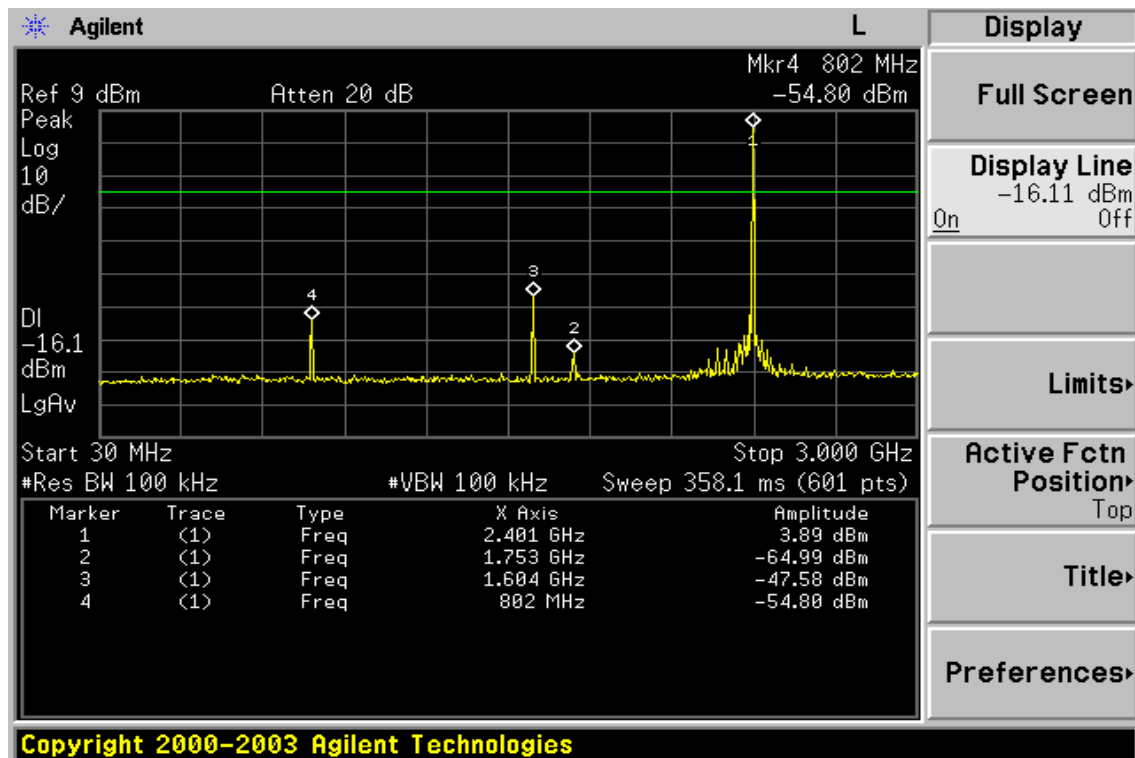 Agilent L
Mkr4 802 MHz
Ref 9 dBm Atten 20 dB -54.80 dBm
Peak
Log
10
dB/
1
3
4
2
DI
-16.1
dBm
LgAv
Start 30 MHz Stop 3.000 GHz
#Res BW 100 kHz #VBW 100 kHz Sweep 358.1 ms (601 pts)
Marker Trace Type X Axis Amplitude
1 (1) Freq 2.401 GHz 3.89 dBm
2 (1) Freq 1.753 GHz -64.99 dBm
3 (1) Freq 1.604 GHz -47.58 dBm
4 (1) Freq 802 MHz -54.80 dBm
Display
Full Screen
Display Line
-16.11 dBm
On Off
Limits
Active Fctn
Position
Top
Title
Preferences
Copyright 2000-2003 Agilent Technologies